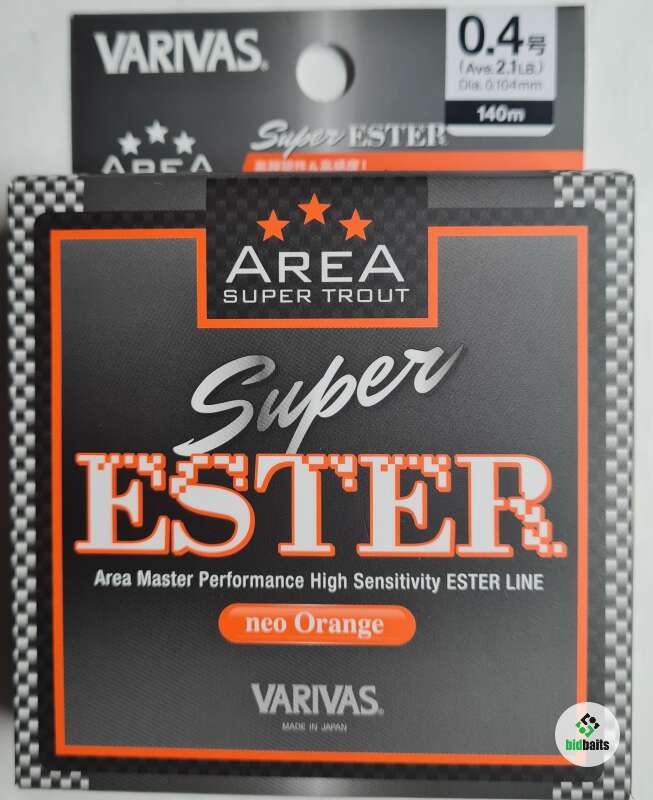 VARIVAS®
0.4号
(Ave.2.1LB.)
Dia.0.104mm
140m
Super ESTER
AREA
AREA
SUPER TROUT
Super
ESTER
Area Master Performance High Sensitivity ESTER LINE
neo Orange
VARIVAS®
MADE IN JAPAN
bidbaits